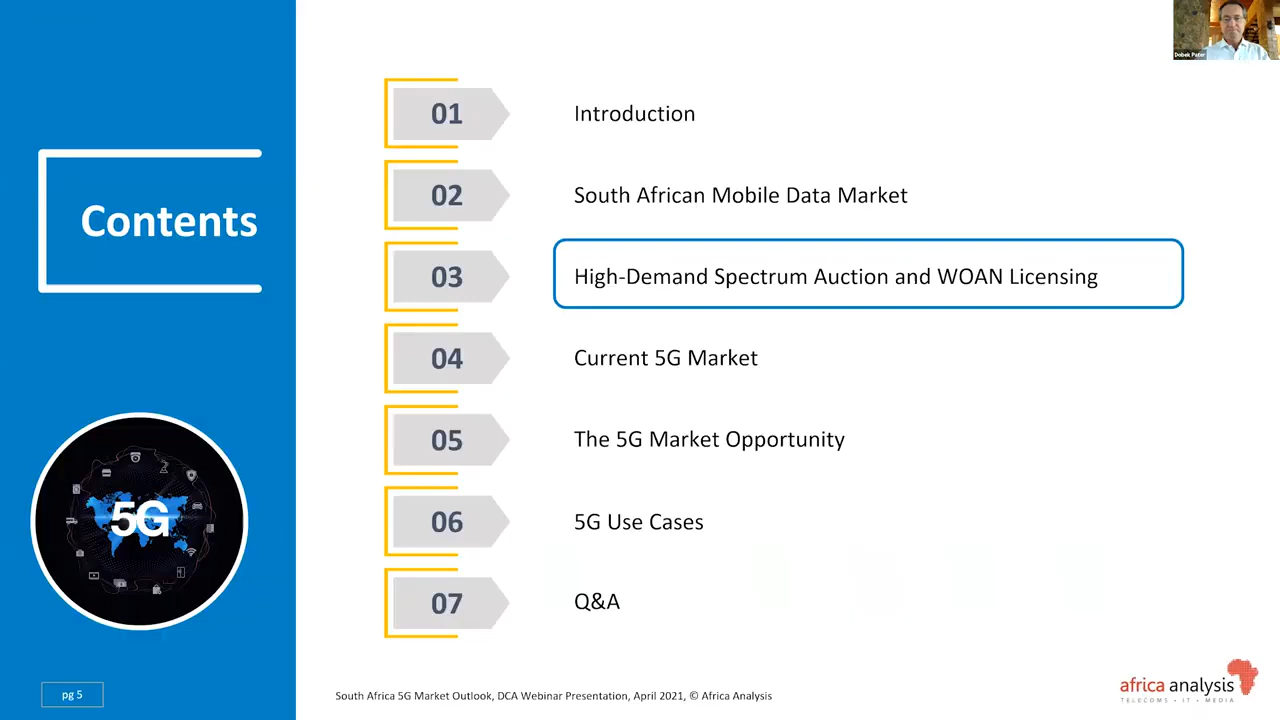 Dobek Pater
Contents
01
Introduction
02
South African Mobile Data Market
03
High-Demand Spectrum Auction and WOAN Licensing
04
Current 5G Market
05
The 5G Market Opportunity
06
5G Use Cases
07
Q&A
5G
pg 5
South Africa 5G Market Outlook, DCA Webinar Presentation, April 2021, © Africa Analysis
africa analysis
TELECOMS • IT • MEDIA